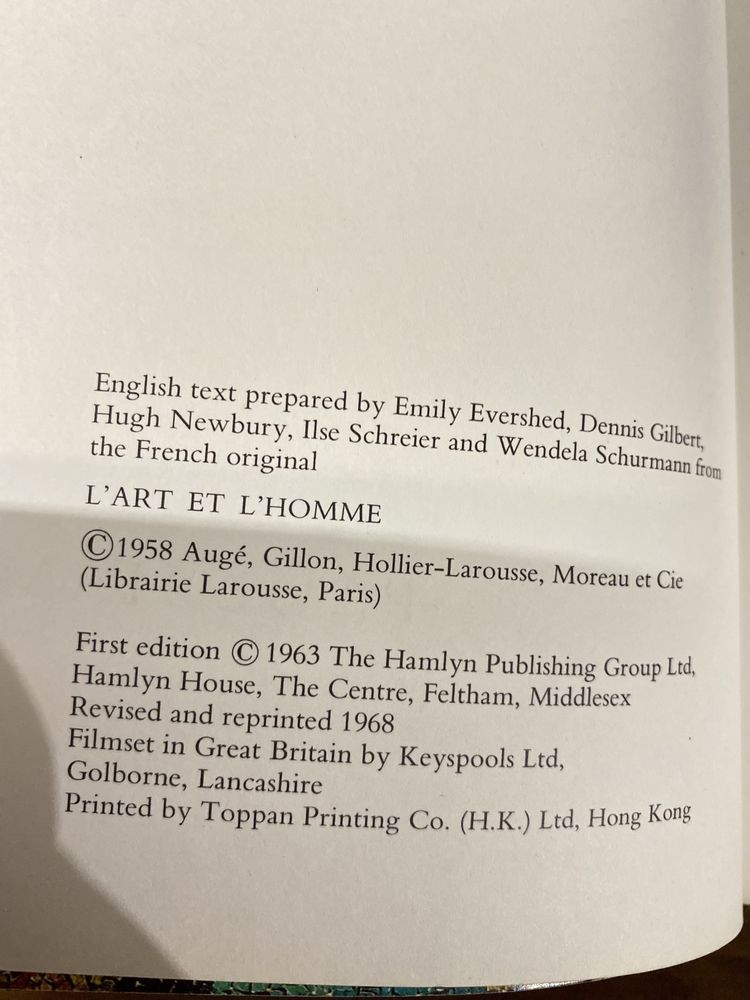 English text prepared by Emily Evershed, Dennis Gilbert,
Hugh Newbury, Ilse Schreier and Wendela Schurmann from
the French original
L'ART ET L'HOMME
©1958 Augé, Gillon, Hollier-Larousse, Moreau et Cie
(Librairie Larousse, Paris)
First edition © 1963 The Hamlyn Publishing Group Ltd,
Hamlyn House, The Centre, Feltham, Middlesex
Revised and reprinted 1968
Filmset in Great Britain by Keyspools Ltd,
Golborne, Lancashire
Printed by Toppan Printing Co. (H.K.) Ltd, Hong Kong